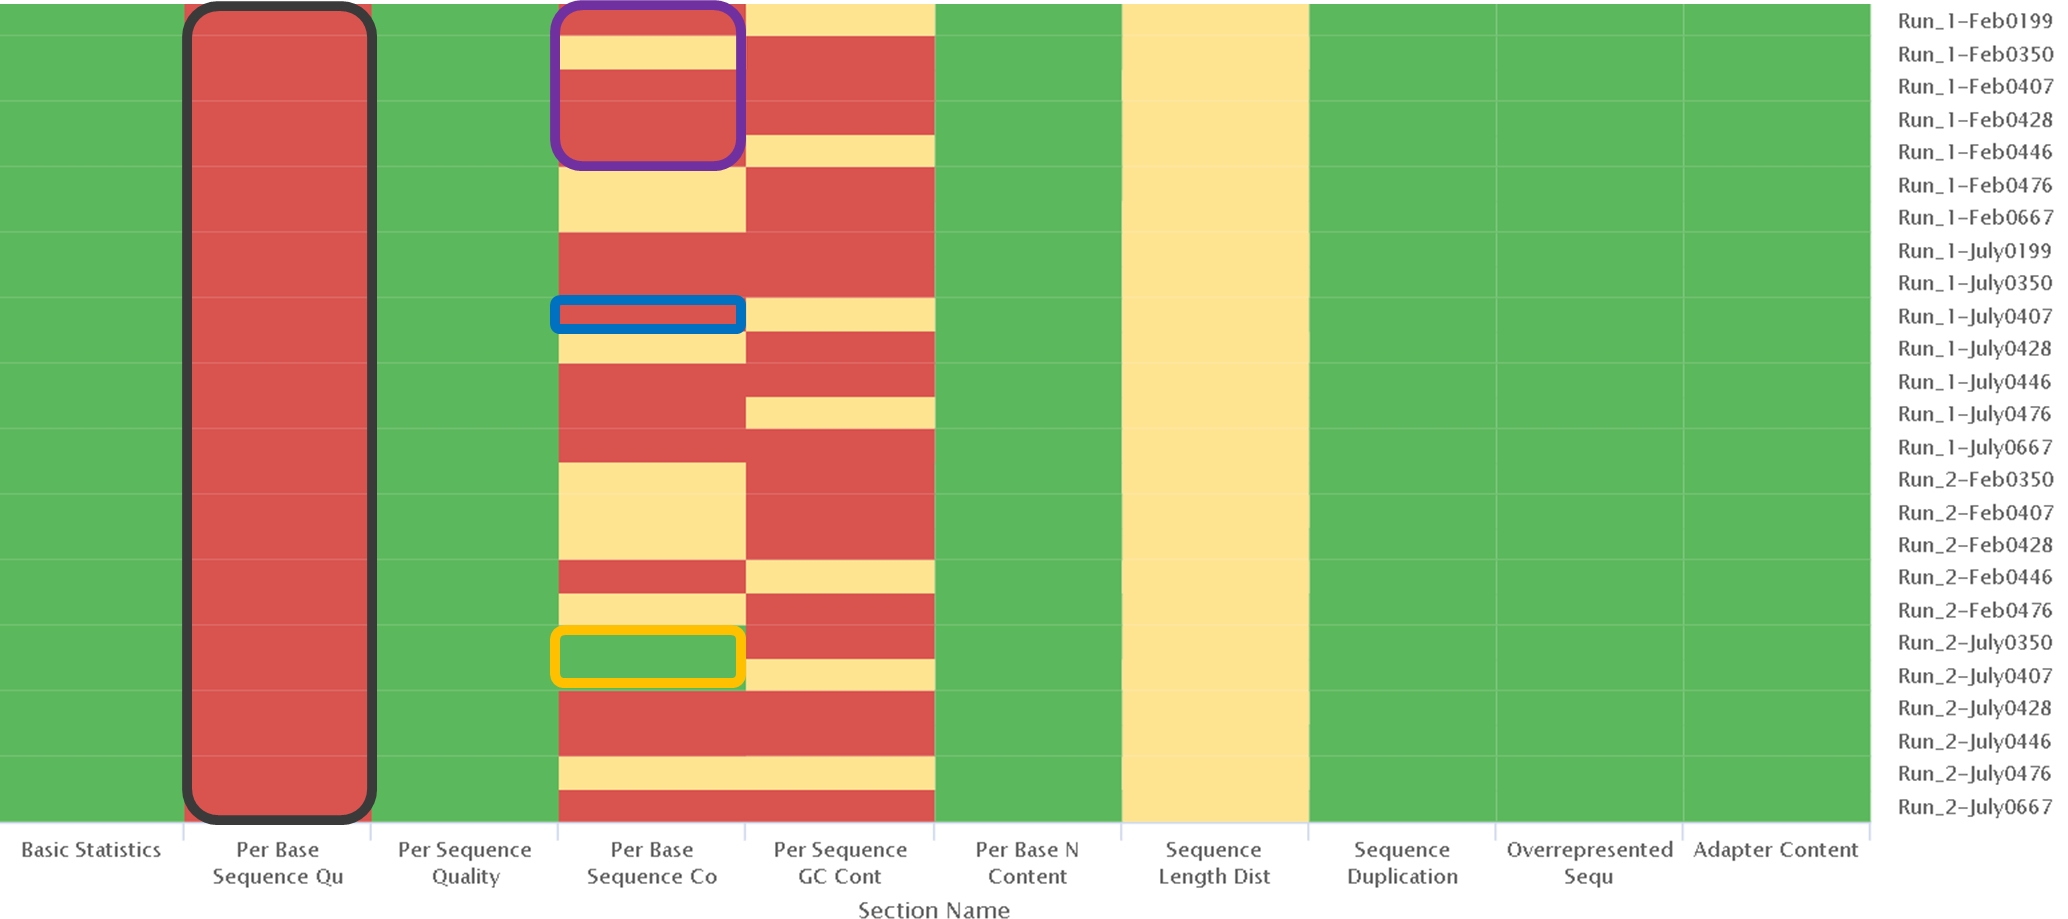 Run_1-Feb0199
Run_1-Feb0350
Run_1-Feb0407
Run_1-Feb0428
Run_1-Feb0446
Run_1-Feb0476
Run_1-Feb0667
Run_1-July0199
Run_1-July0350
Run_1-July0407
Run_1-July0428
Run_1-July0446
Run_1-July0476
Run_1-July0667
Run_2-Feb0350
Run_2-Feb0407
Run_2-Feb0428
Run_2-Feb0446
Run_2-Feb0476
Run_2-July0350
Run_2-July0407
Run_2-July0428
Run_2-July0446
Run_2-July0476
Run_2-July0667
Basic Statistics
Per Base
Sequence Qu
Per Sequence
Quality
Per Base
Sequence Co
Per Sequence
GC Cont
Per Base N
Content
Sequence
Length Dist
Sequence
Duplication
Overrepresented
Sequ
Adapter Content
Section Name